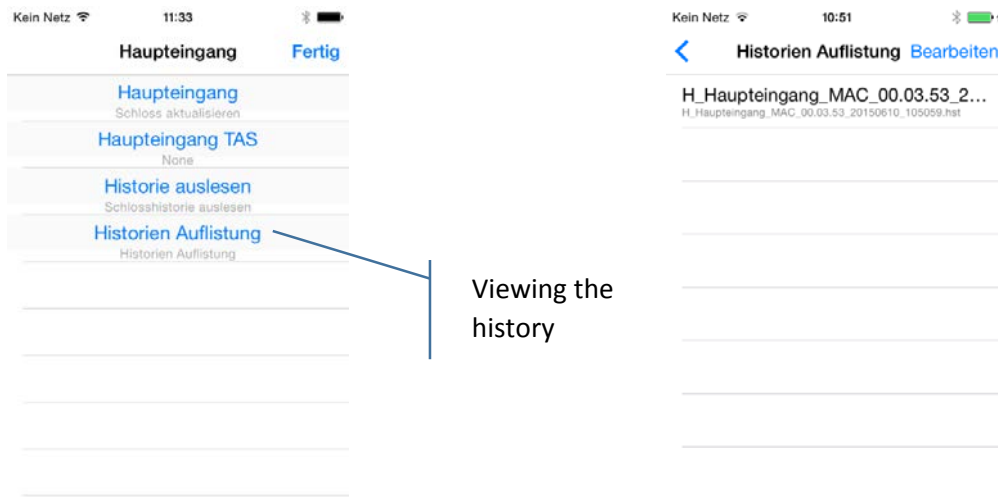 Kein Netz 11:33
Haupteingang Fertig
Haupteingang
Schloss aktualisieren
Haupteingang TAS
None
Historie auslesen
Schlosshistorie auslesen
Historien Auflistung
Historien Auflistung
Viewing the
history
Kein Netz 10:51
Historien Auflistung Bearbeiten
H_Haupteingang_MAC_00.03.53_2...
H_Haupteingang_MAC_00.03.53_20150610_105059.hst